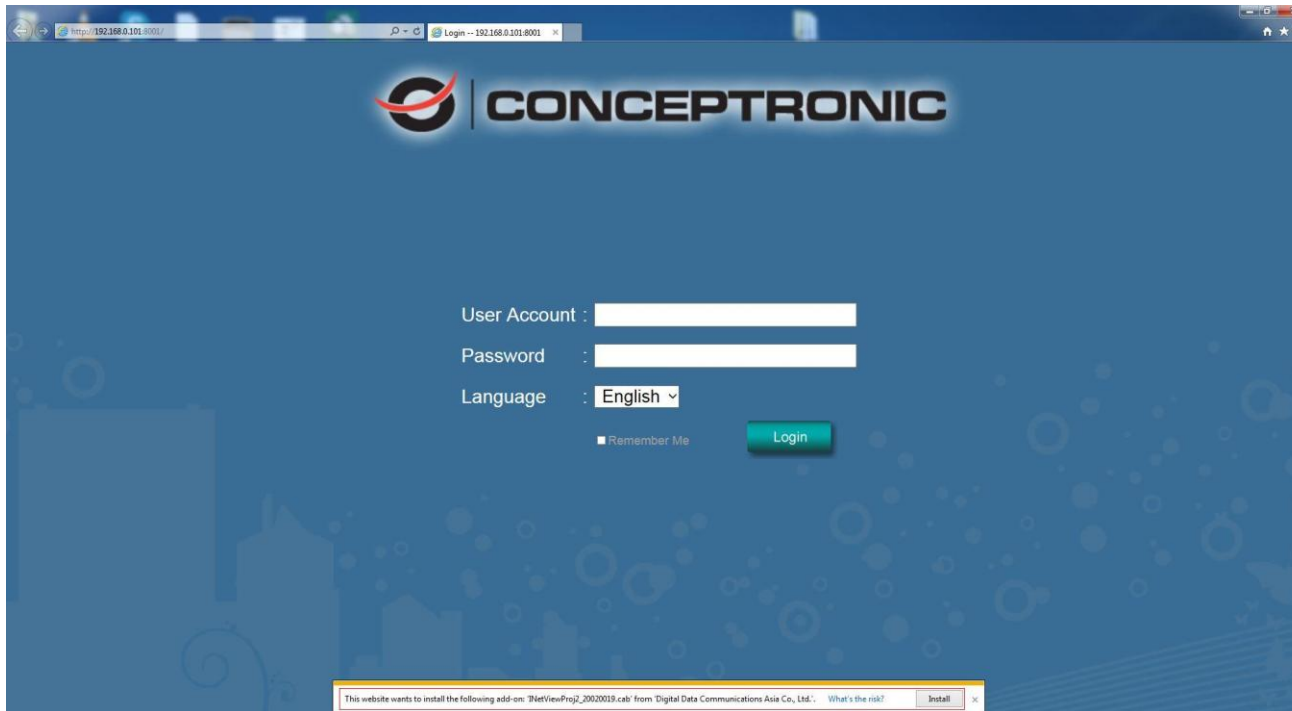 http://192.168.0.101:8001/
Login -- 192.168.0.101:8001
CONCEPTRONIC
User Account :
Password :
Language : English
Remember Me
Login
This website wants to install the following add-on: 'INetViewProj2_20020019.cab' from 'Digital Data Communications Asia Co., Ltd.'. What's the risk? Install